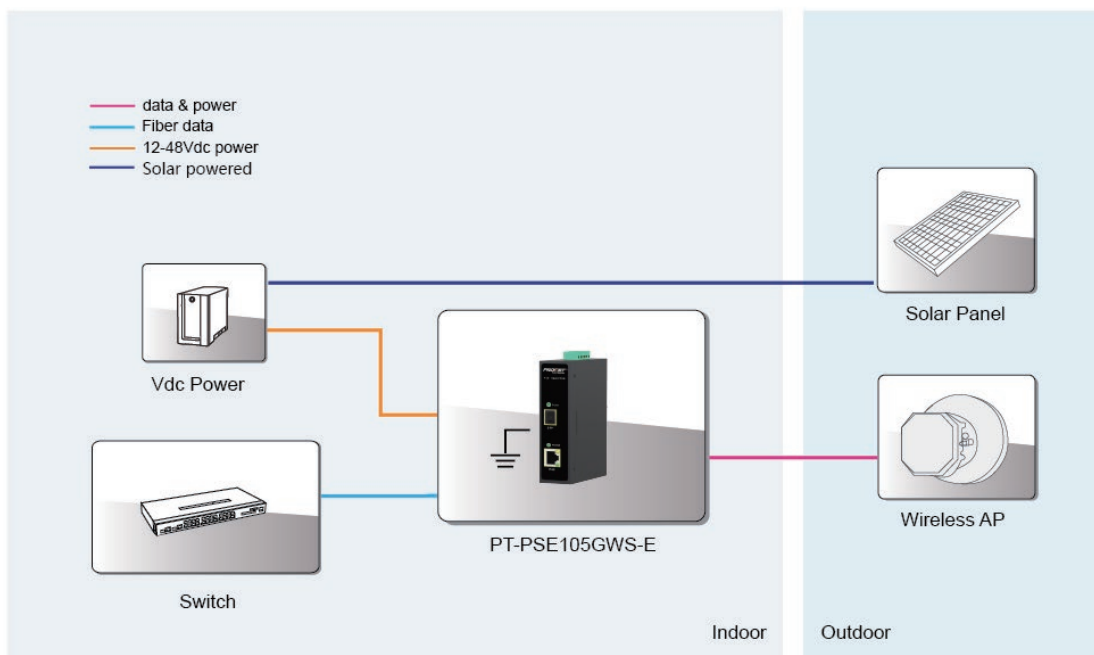 data & power
Fiber data
12-48Vdc power
Solar powered
Solar Panel
Vdc Power
Wireless AP
PT-PSE105GWS-E
Switch
Indoor
Outdoor